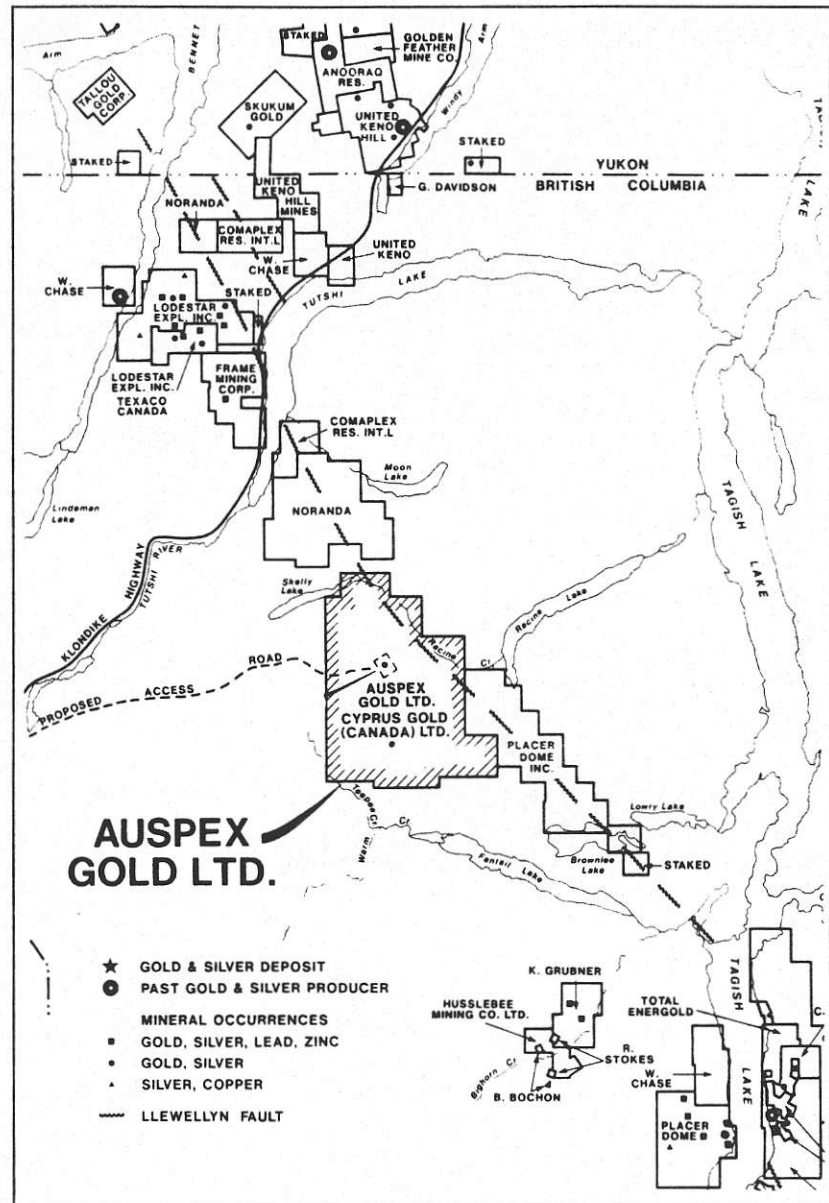 Arm
BENNET
TALLOU
GOLD CORP.
STAKED
GOLDEN
FEATHER
MINE CO.
Arm
ANOORAQ
RES.
SKUKUM
GOLD
UNITED
KENO
HILL
Windy
STAKED
STAKED
YUKON
BRITISH COLUMBIA
LAKE
G. DAVIDSON
NORANDA
UNITED
KENO
HILL
MINES
COMAPLEX
RES. INT.L
W.
CHASE
UNITED
KENO
W.
CHASE
STAKED
TUTSHI LAKE
LODESTAR
EXPL. INC.
LODESTAR
EXPL. INC.
TEXACO
CANADA
FRAME
MINING
CORP.
COMAPLEX
RES. INT.L
Moon
Lake
Lindeman
Lake
NORANDA
TAGISH LAKE
KLONDIKE HIGHWAY
TUTSHI RIVER
Skelly
Lake
Racine Lake
Racine Cr.
PROPOSED ACCESS ROAD
AUSPEX
GOLD LTD.
CYPRUS GOLD
(CANADA) LTD.
PLACER
DOME
INC.
Teepee Cr.
Lowry Lake
AUSPEX
GOLD LTD.
Warm Cr.
Fantail Lake
Brownlee
Lake
STAKED
GOLD & SILVER DEPOSIT
PAST GOLD & SILVER PRODUCER
MINERAL OCCURRENCES
GOLD, SILVER, LEAD, ZINC
GOLD, SILVER
SILVER, COPPER
LLEWELLYN FAULT
K. GRUBNER
HUSSLEBEE
MINING CO. LTD.
R.
STOKES
Bighorn Cr
B. BOCHON
TAGISH LAKE
TOTAL
ENERGOLD
C.
W.
CHASE
PLACER
DOME